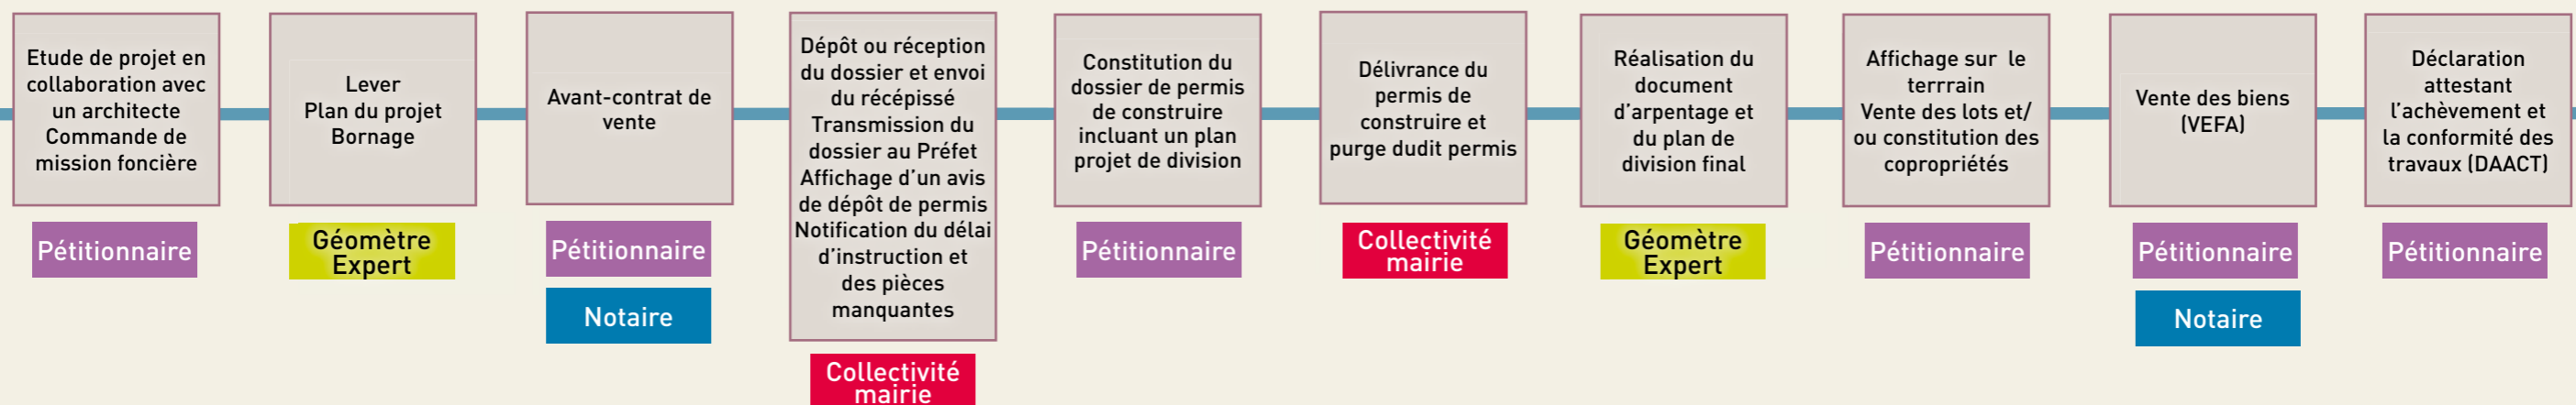 Etude de projet en
collaboration avec
un architecte
Commande de
mission foncière
Pétitionnaire
Lever
Plan du projet
Bornage
Géomètre
Expert
Avant-contrat de
vente
Pétitionnaire
Notaire
Dépôt ou réception
du dossier et envoi
du récépissé
Transmission du
dossier au Préfet
Affichage d'un avis
de dépôt de permis
Notification du délai
d'instruction et
des pièces
manquantes
Collectivité
mairie
Constitution du
dossier de permis
de construire
incluant un plan
projet de division
Pétitionnaire
Délivrance du
permis de
construire et
purge dudit permis
Collectivité
mairie
Réalisation du
document
d'arpentage et
du plan de
division final
Géomètre
Expert
Affichage sur le
terrrain
Vente des lots et/
ou constitution des
copropriétés
Pétitionnaire
Vente des biens
(VEFA)
Pétitionnaire
Notaire
Déclaration
attestant
l'achèvement et
la conformité des
travaux (DAACT)
Pétitionnaire